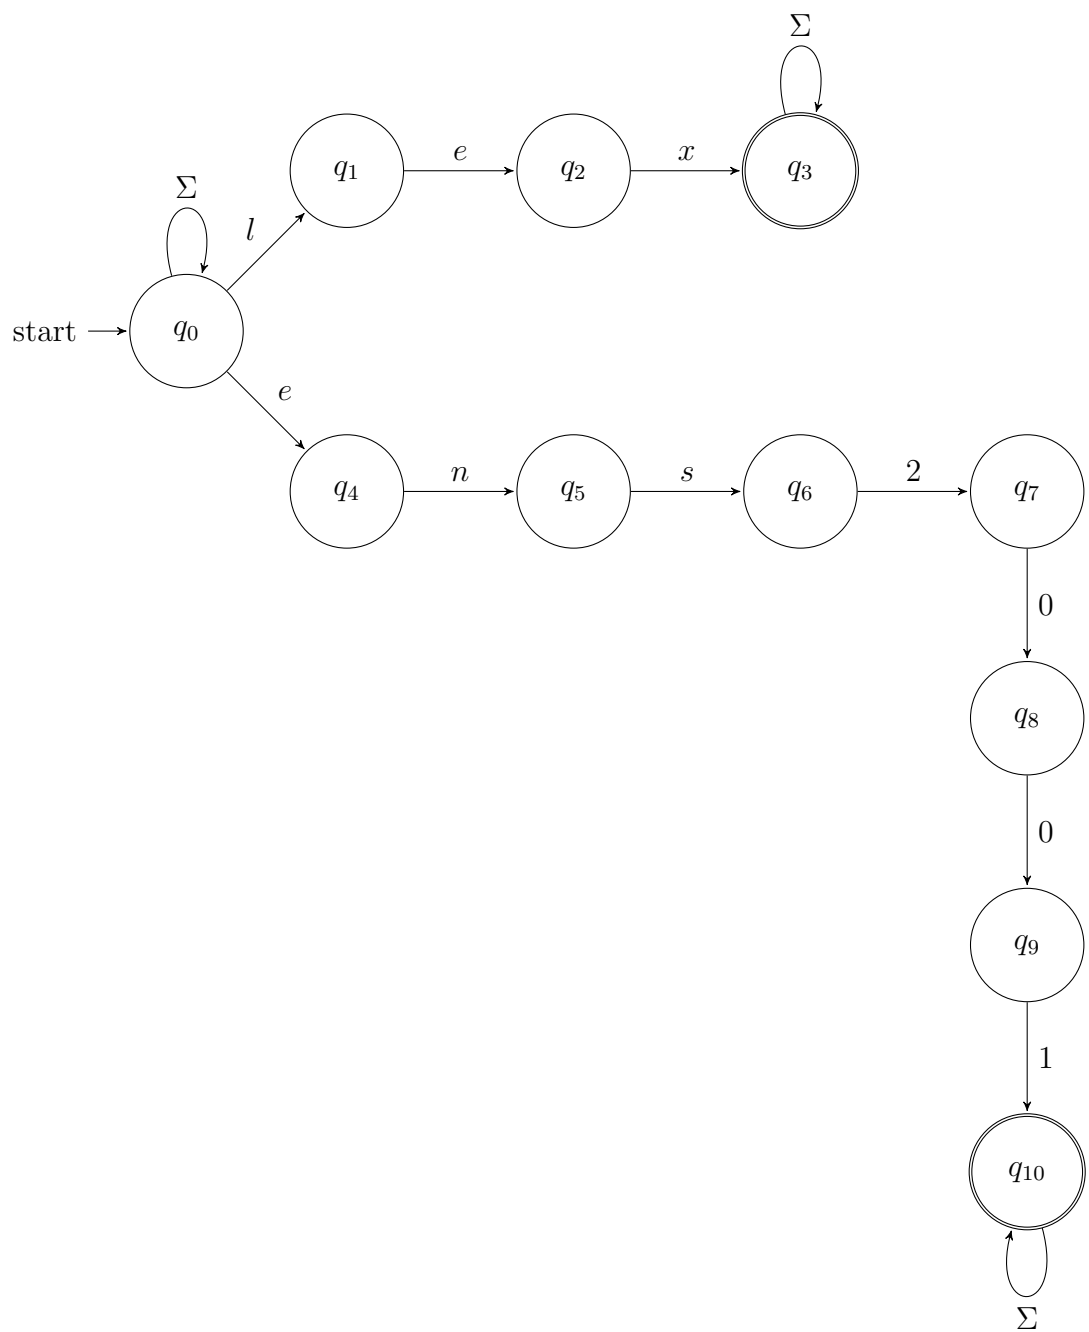 Σ
q₁ e q₂ x q₃
Σ
l
start q₀
e
q₄ n q₅ s q₆ 2 q₇
0
q₈
0
q₉
1
q₁₀
Σ